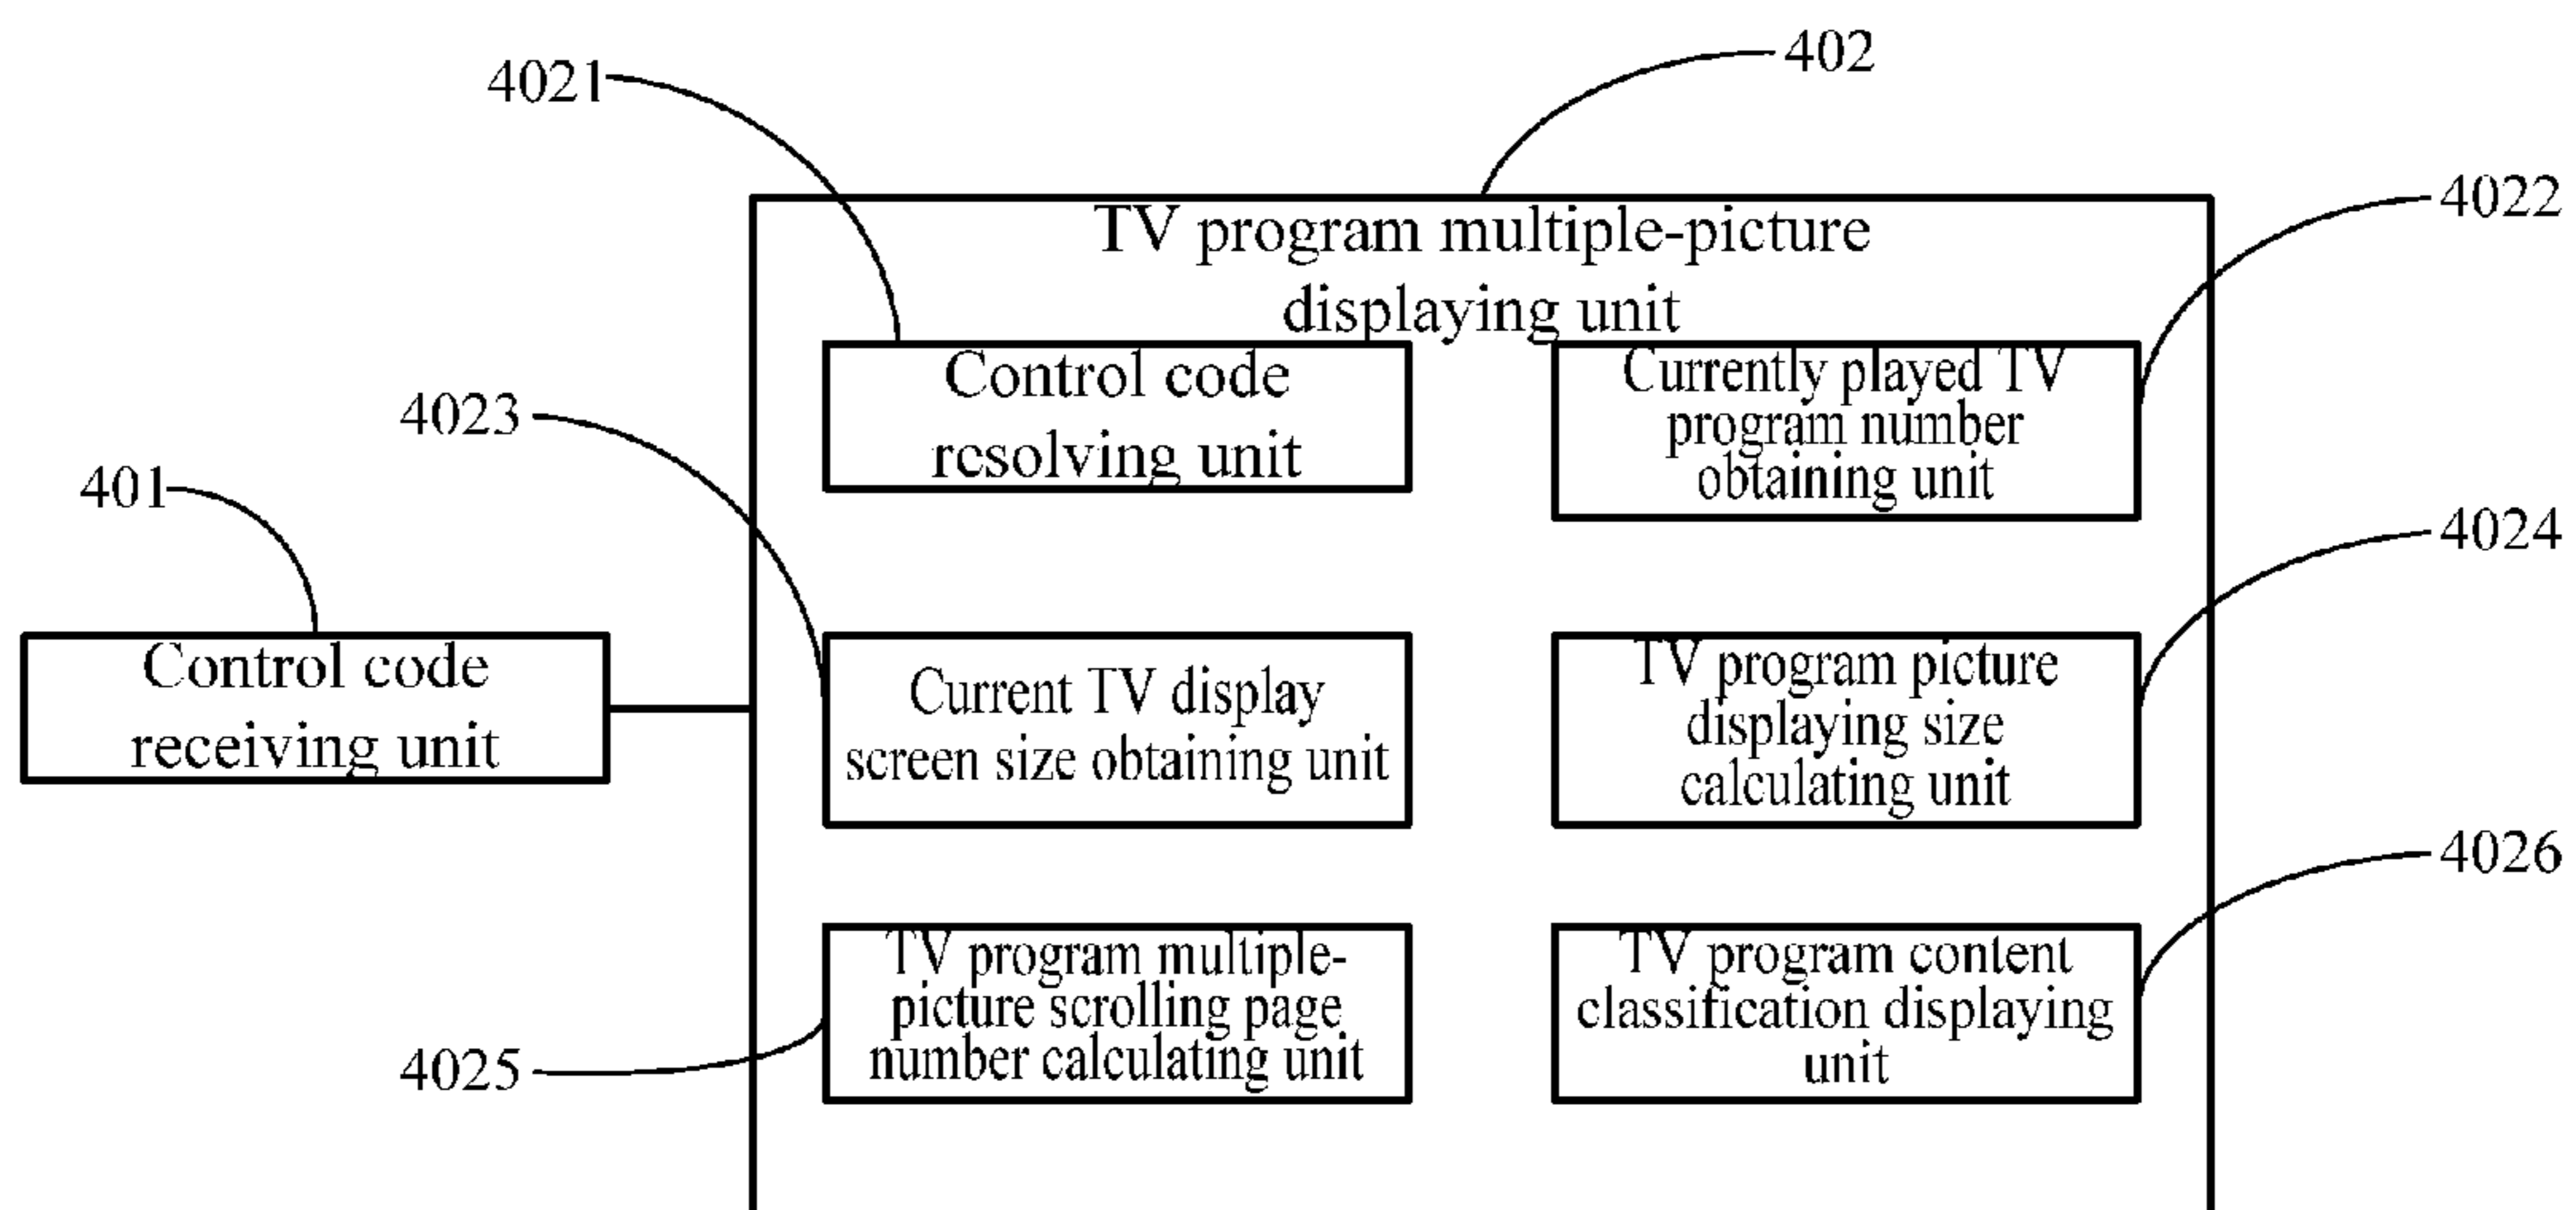 402
4021
4022
TV program multiple-picture
displaying unit
Control code
resolving unit
Currently played TV
program number
obtaining unit
4023
401
4024
Control code
receiving unit
Current TV display
screen size obtaining unit
TV program picture
displaying size
calculating unit
4026
TV program multiple-
picture scrolling page
number calculating unit
TV program content
classification displaying
unit
4025